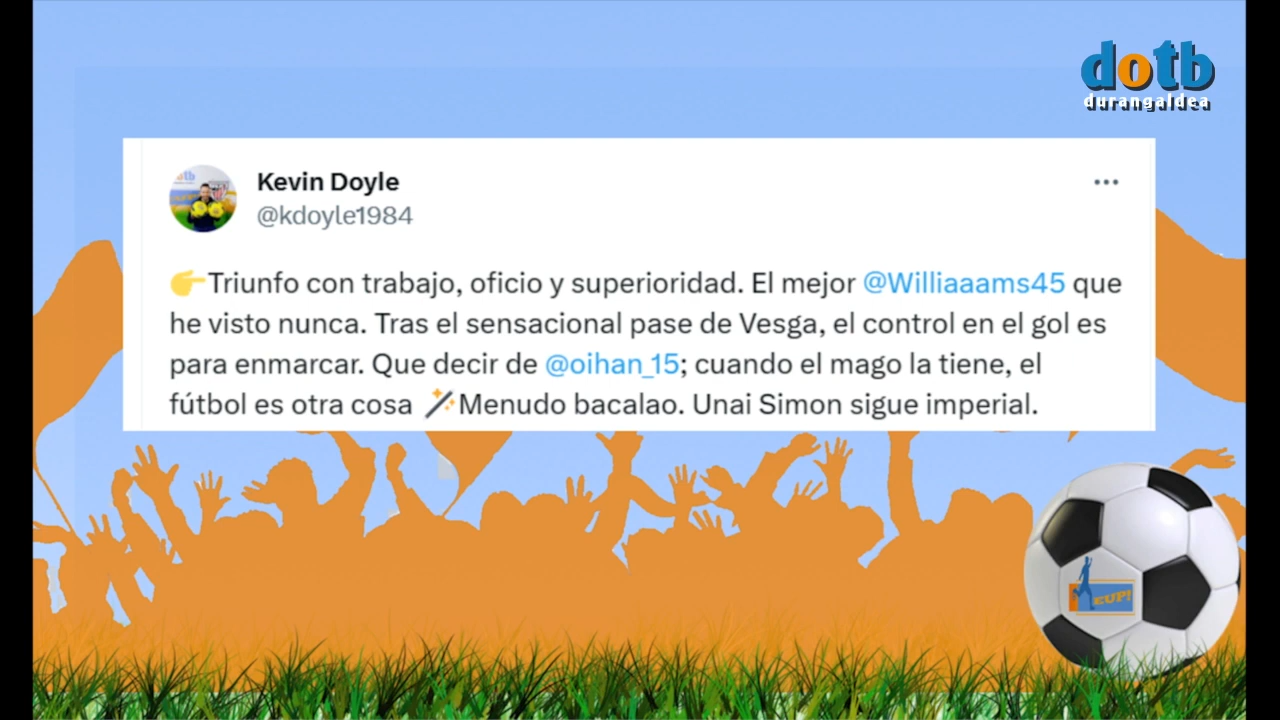 dotb
durangaldea
Kevin Doyle
@kdoyle1984
👉Triunfo con trabajo, oficio y superioridad. El mejor @Williaaams45 que
he visto nunca. Tras el sensacional pase de Vesga, el control en el gol es
para enmarcar. Que decir de @oihan_15; cuando el mago la tiene, el
fútbol es otra cosa 🪄Menudo bacalao. Unai Simon sigue imperial.
EUP!